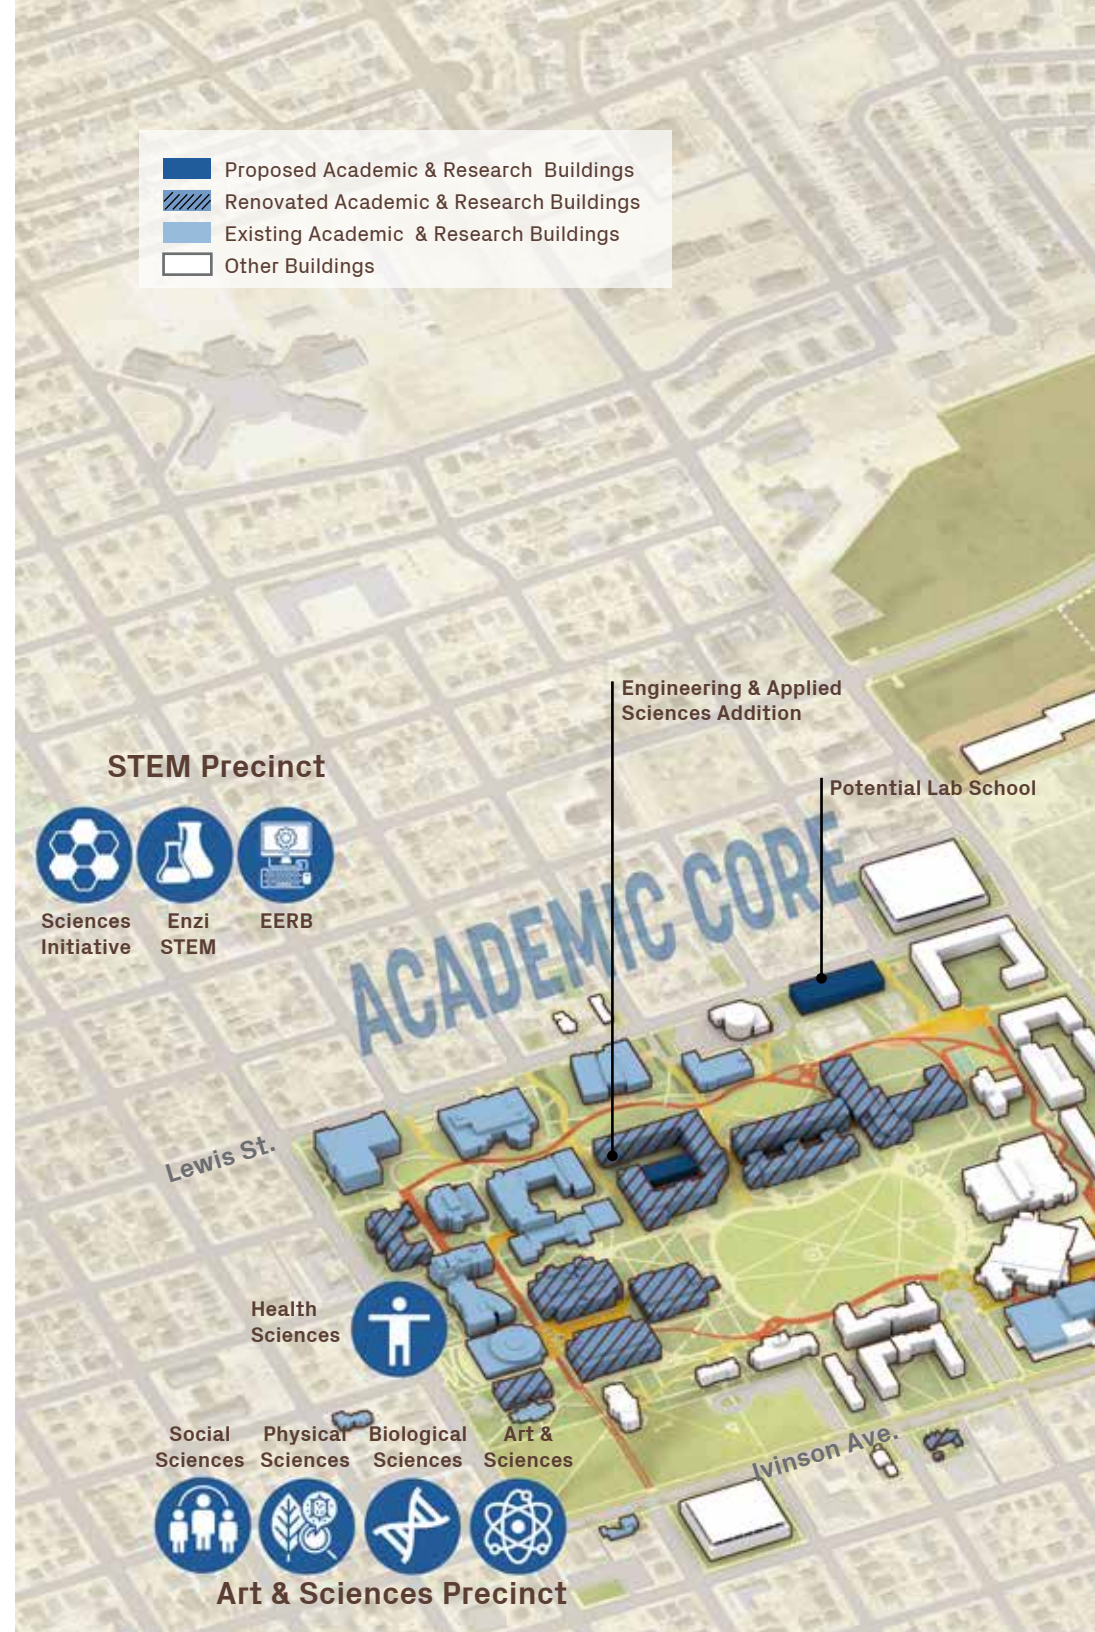 Proposed Academic & Research Buildings
Renovated Academic & Research Buildings
Existing Academic & Research Buildings
Other Buildings
Engineering & Applied
Sciences Addition
Potential Lab School
STEM Precinct
Sciences
Initiative
Enzi
STEM
EERB
ACADEMIC CORE
Lewis St.
Health
Sciences
Social
Sciences
Physical
Sciences
Biological
Sciences
Art &
Sciences
Ivinson Ave.
Art & Sciences Precinct